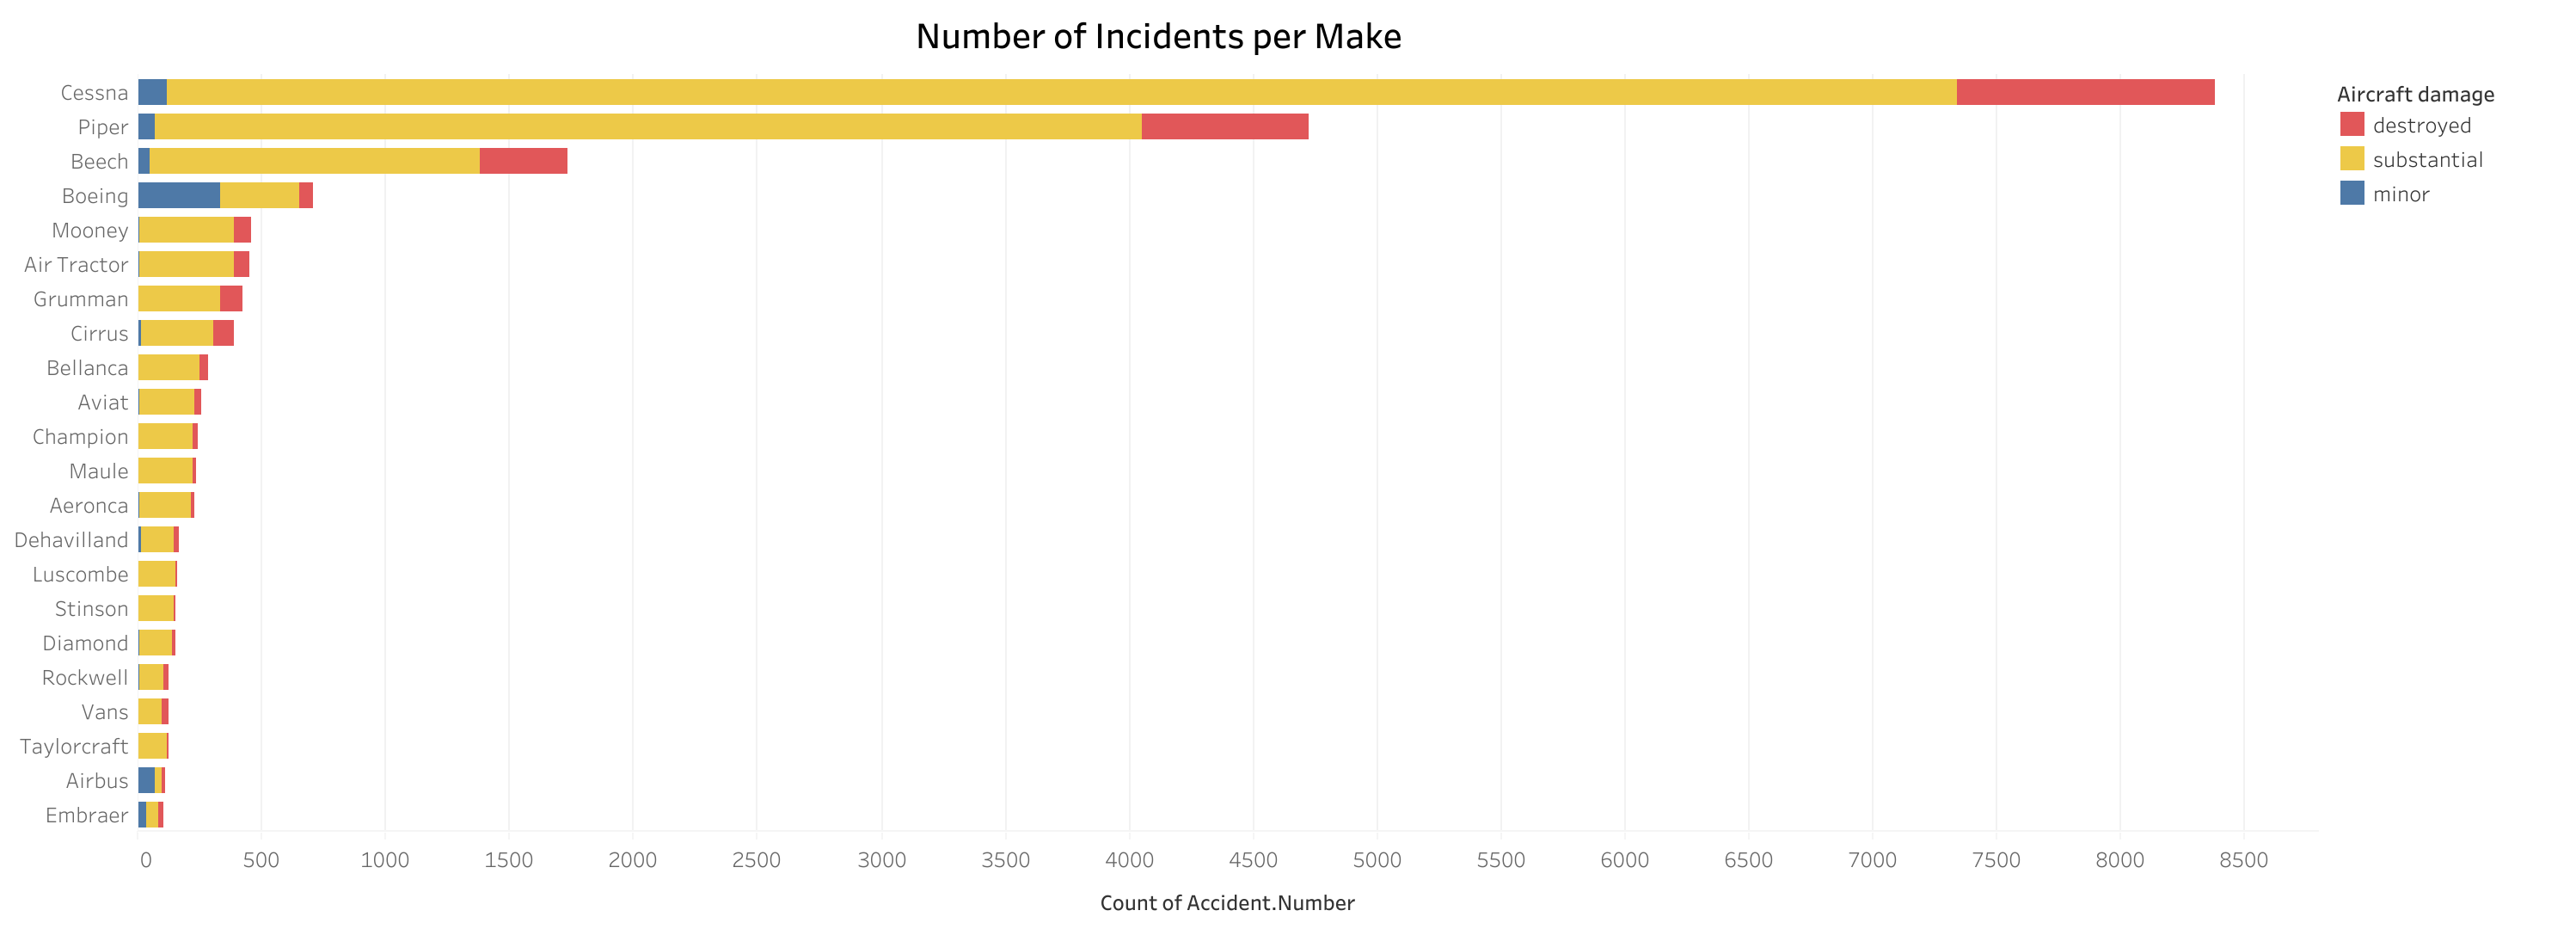 Number of Incidents per Make
Cessna
Piper
Beech
Boeing
Mooney
Air Tractor
Grumman
Cirrus
Bellanca
Aviat
Champion
Maule
Aeronca
Dehavilland
Luscombe
Stinson
Diamond
Rockwell
Vans
Taylorcraft
Airbus
Embraer
0 500 1000 1500 2000 2500 3000 3500 4000 4500 5000 5500 6000 6500 7000 7500 8000 8500
Count of Accident.Number
Aircraft damage
destroyed
substantial
minor